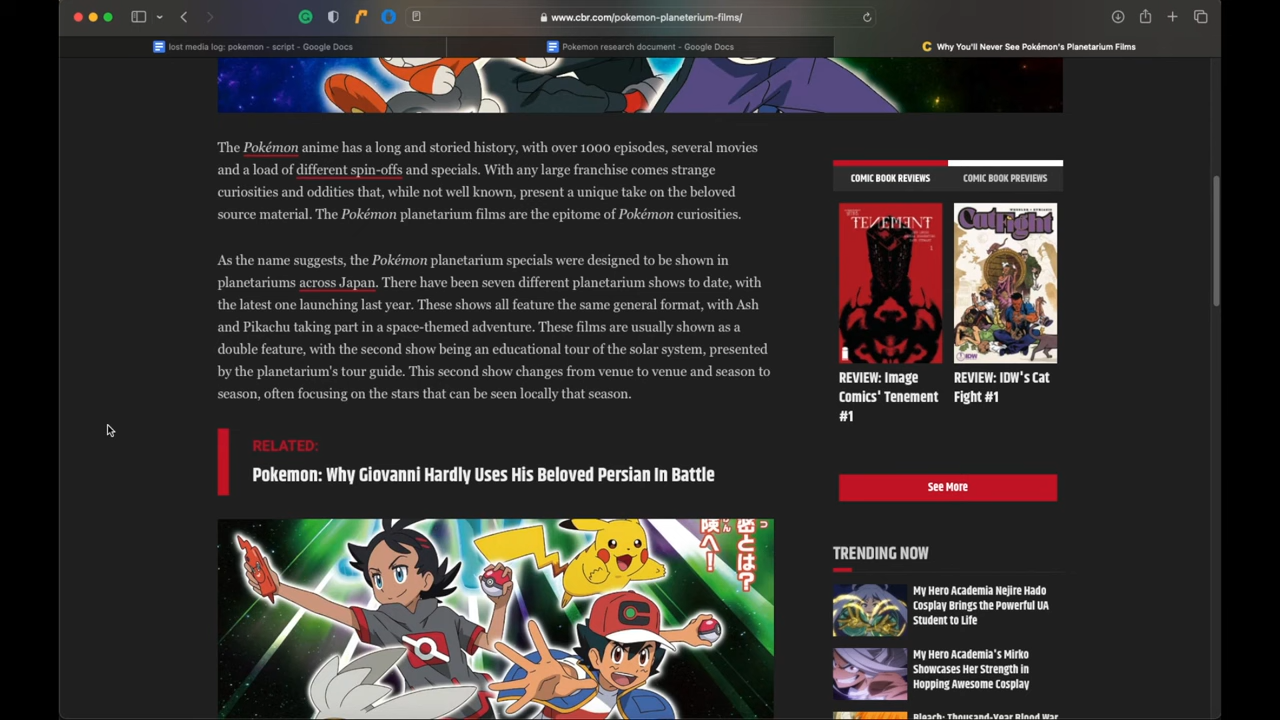 www.cbr.com/pokemon-planeterium-films/
lost media log: pokemon - script - Google Docs
Pokemon research document - Google Docs
Why You'll Never See Pokémon's Planetarium Films
The Pokémon anime has a long and storied history, with over 1000 episodes, several movies
and a load of different spin-offs and specials. With any large franchise comes strange
curiosities and oddities that, while not well known, present a unique take on the beloved
source material. The Pokémon planetarium films are the epitome of Pokémon curiosities.
As the name suggests, the Pokémon planetarium specials were designed to be shown in
planetariums across Japan. There have been seven different planetarium shows to date, with
the latest one launching last year. These shows all feature the same general format, with Ash
and Pikachu taking part in a space-themed adventure. These films are usually shown as a
double feature, with the second show being an educational tour of the solar system, presented
by the planetarium's tour guide. This second show changes from venue to venue and season to
season, often focusing on the stars that can be seen locally that season.
RELATED:
Pokemon: Why Giovanni Hardly Uses His Beloved Persian In Battle
密とは?
険へ!
COMIC BOOK REVIEWS
COMIC BOOK PREVIEWS
TENEMENT
CatFight
REVIEW: Image
Comics' Tenement
#1
REVIEW: IDW's Cat
Fight #1
See More
TRENDING NOW
My Hero Academia Nejire Hado
Cosplay Brings the Powerful UA
Student to Life
My Hero Academia's Mirko
Showcases Her Strength in
Hopping Awesome Cosplay
Bleach: Thousand-Year Blood War